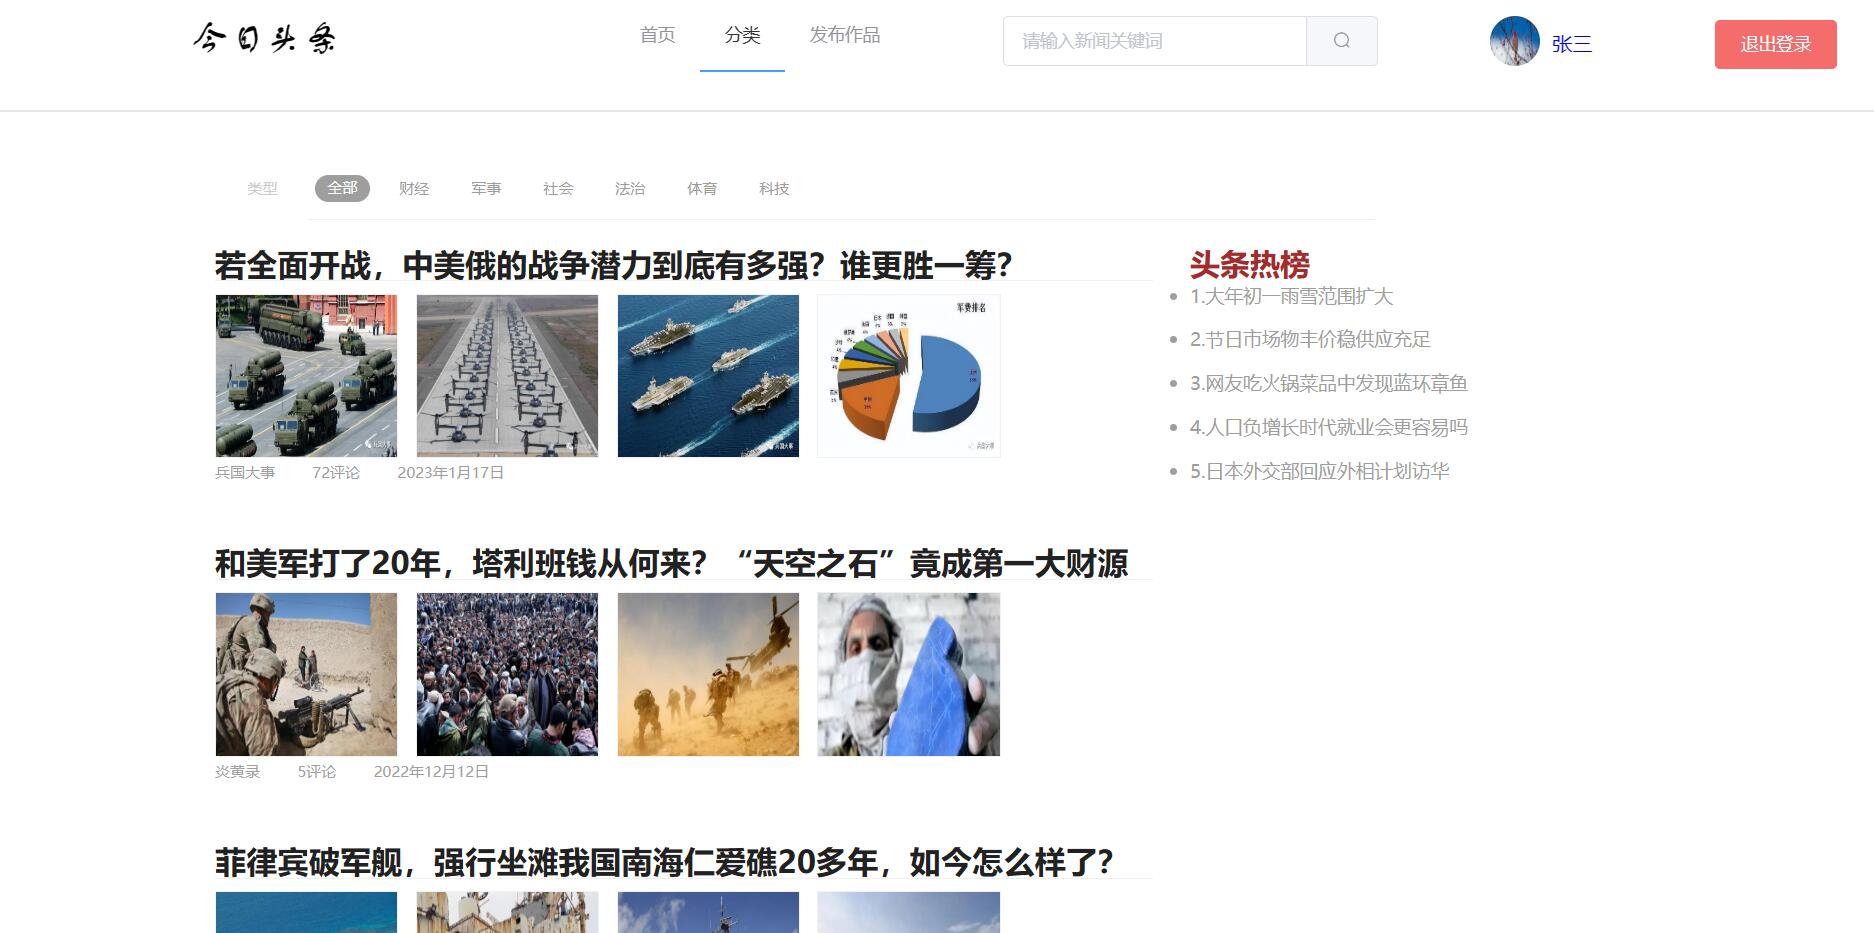 今日头条
首页 分类 发布作品 请输入新闻关键词 张三 退出登录
类型 全部 财经 军事 社会 法治 体育 科技
若全面开战，中美俄的战争潜力到底有多强？谁更胜一筹？
军费排名
兵国大事 72评论 2023年1月17日
和美军打了20年，塔利班钱从何来？“天空之石”竟成第一大财源
炎黄录 5评论 2022年12月12日
菲律宾破军舰，强行坐滩我国南海仁爱礁20多年，如今怎么样了？
头条热榜
1.大年初一雨雪范围扩大
2.节日市场物丰价稳供应充足
3.网友吃火锅菜品中发现蓝环章鱼
4.人口负增长时代就业会更容易吗
5.日本外交部回应外相计划访华